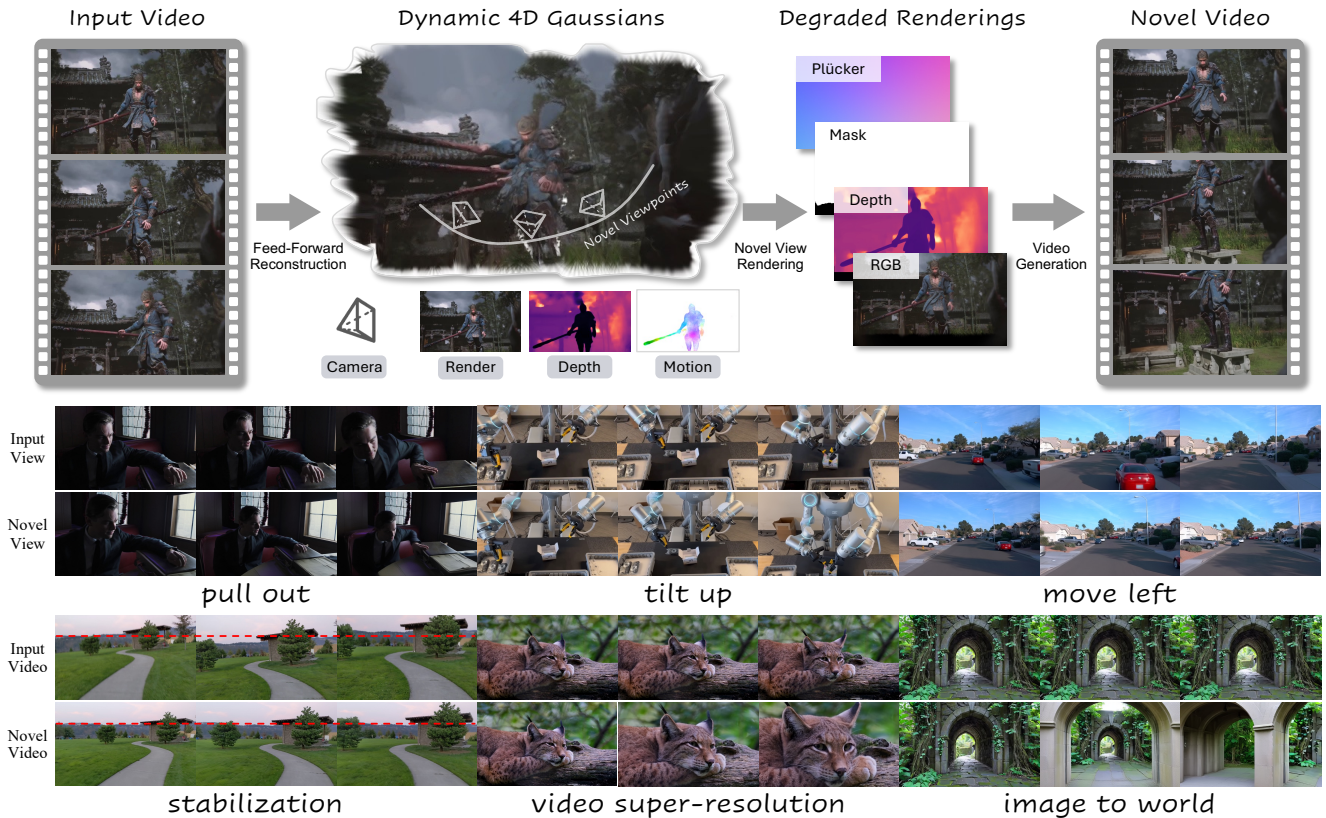 Input Video
Dynamic 4D Gaussians
Degraded Renderings
Novel Video
Feed-Forward
Reconstruction
Novel Viewpoints
Camera
Render
Depth
Motion
Novel View
Rendering
Plücker
Mask
Depth
RGB
Video
Generation
Input
View
Novel
View
pull out
tilt up
move left
Input
Video
Novel
Video
stabilization
video super-resolution
image to world